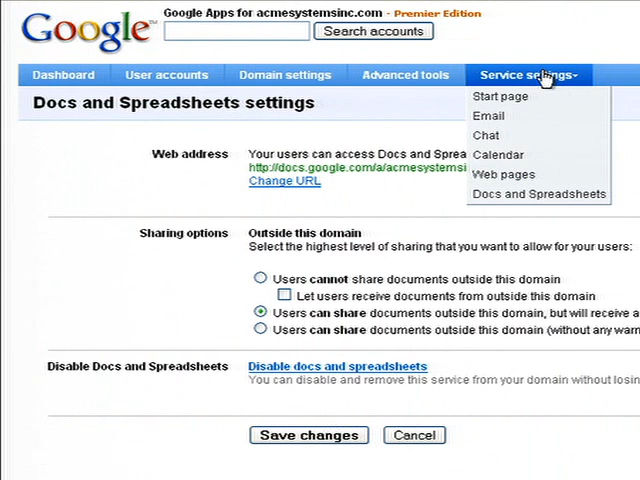 Google Apps for acmesystemsinc.com - Premier Edition
Google™
Search accounts
Dashboard User accounts Domain settings Advanced tools Service settings
Docs and Spreadsheets settings
Start page
Email
Chat
Calendar
Web pages
Docs and Spreadsheets
Web address
Your users can access Docs and Sprea
http://docs.google.com/a/acmesystemsi
Change URL
Sharing options
Outside this domain
Select the highest level of sharing that you want to allow for your users:
Users cannot share documents outside this domain
Let users receive documents from outside this domain
Users can share documents outside this domain, but will receive a
Users can share documents outside this domain (without any warn
Disable Docs and Spreadsheets
Disable docs and spreadsheets
You can disable and remove this service from your domain without losin
Save changes Cancel